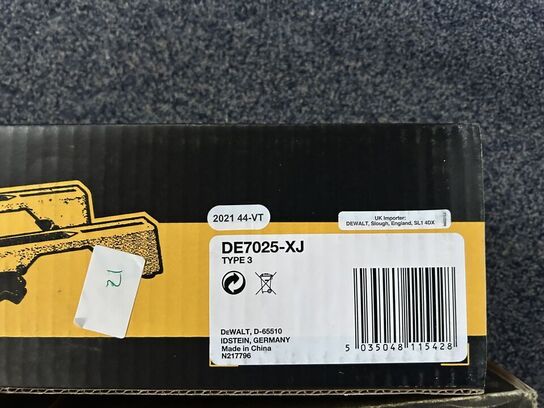 2021 44-VT
UK Importer:
DEWALT, Slough, England, SL1 4DX
DE7025-XJ
TYPE 3
DEWALT, D-65510
IDSTEIN, GERMANY
Made in China
N217796
5 035048 115428
12